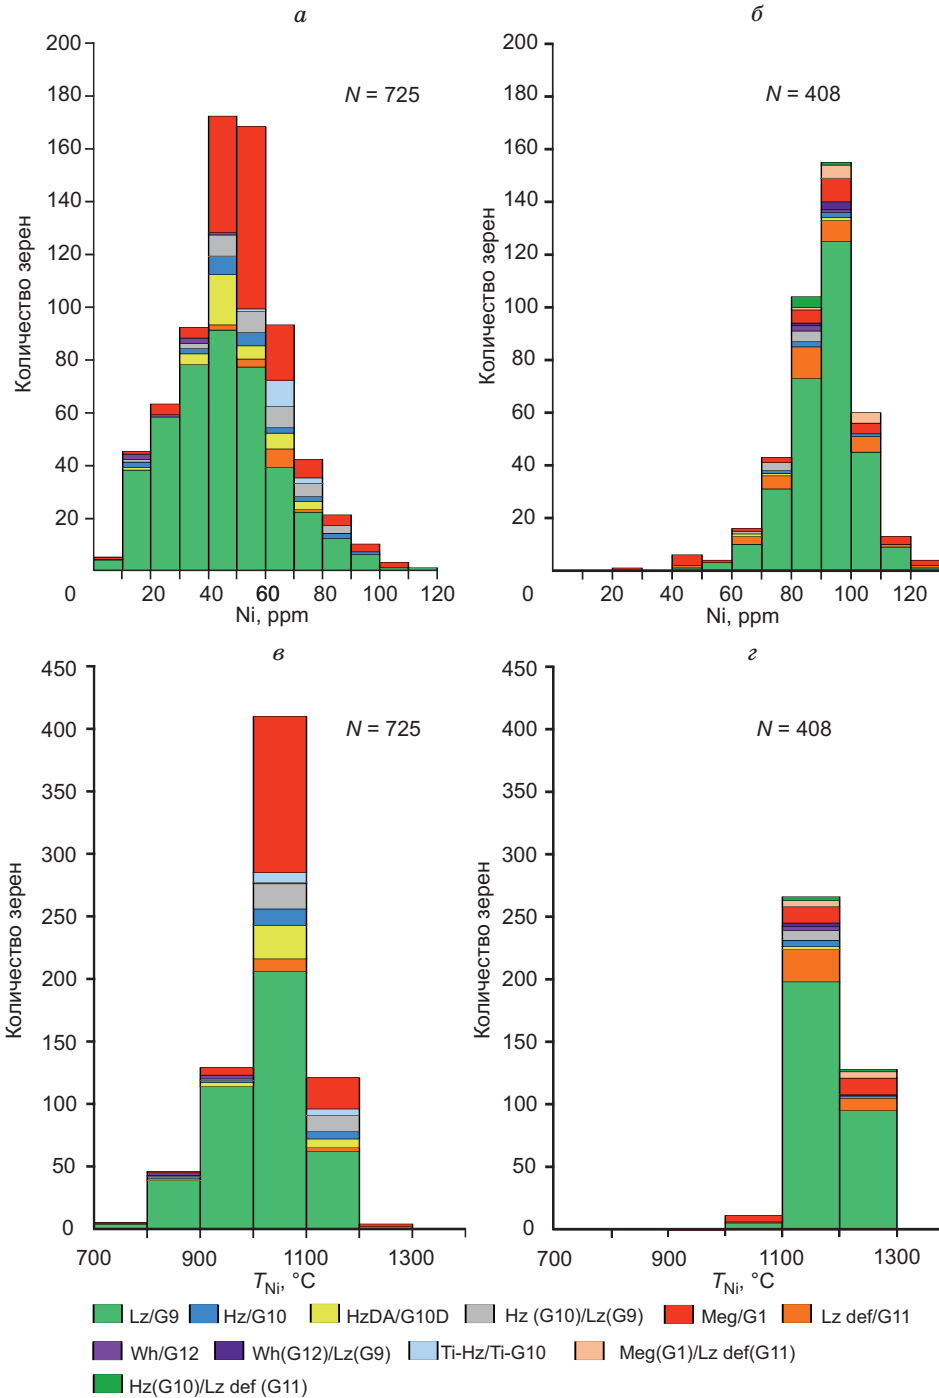 а
б
200
180
160
140
120
100
80
60
40
20
Количество зерен
N = 725
0
20
40
60
80
100
120
Ni, ppm
200
180
160
140
120
100
80
60
40
20
Количество зерен
N = 408
0
20
40
60
80
100
120
Ni, ppm
в
г
450
400
350
300
250
200
150
100
50
0
Количество зерен
N = 725
700
900
1100
1300
TNi, °C
450
400
350
300
250
200
150
100
50
0
Количество зерен
N = 408
700
900
1100
1300
TNi, °C
Lz/G9
Hz/G10
HzDA/G10D
Hz (G10)/Lz(G9)
Meg/G1
Lz def/G11
Wh/G12
Wh(G12)/Lz(G9)
Ti-Hz/Ti-G10
Meg(G1)/Lz def(G11)
Hz(G10)/Lz def (G11)